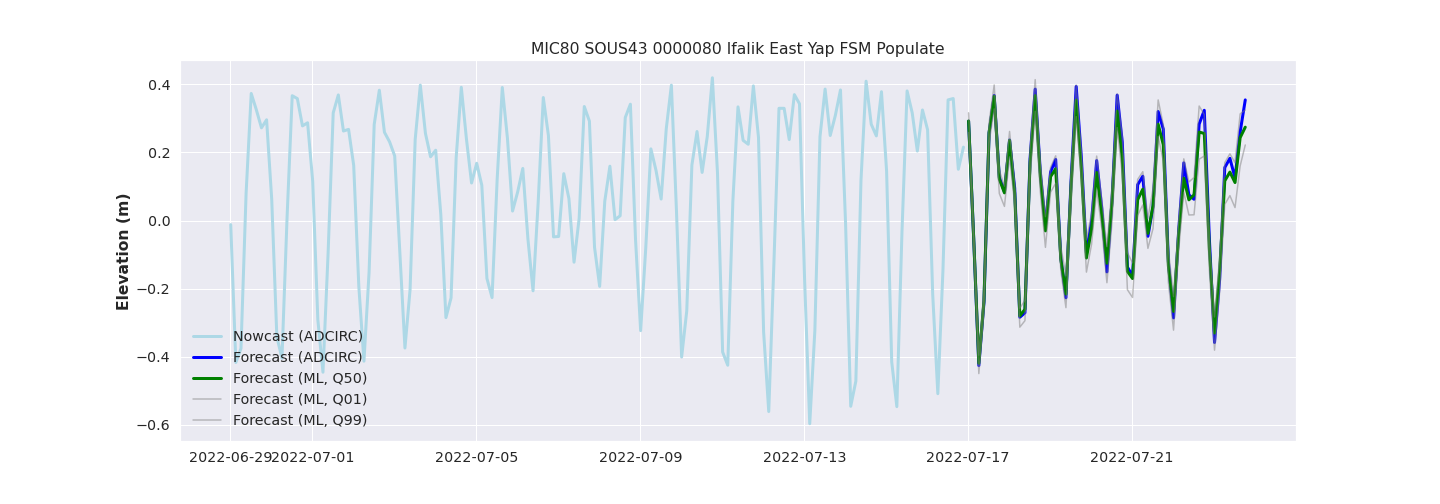 MIC80 SOUS43 0000080 Ifalik East Yap FSM Populate
Elevation (m)
0.4
0.2
0.0
−0.2
−0.4
−0.6
Nowcast (ADCIRC)
Forecast (ADCIRC)
Forecast (ML, Q50)
Forecast (ML, Q01)
Forecast (ML, Q99)
2022-06-29 2022-07-01 2022-07-05 2022-07-09 2022-07-13 2022-07-17 2022-07-21